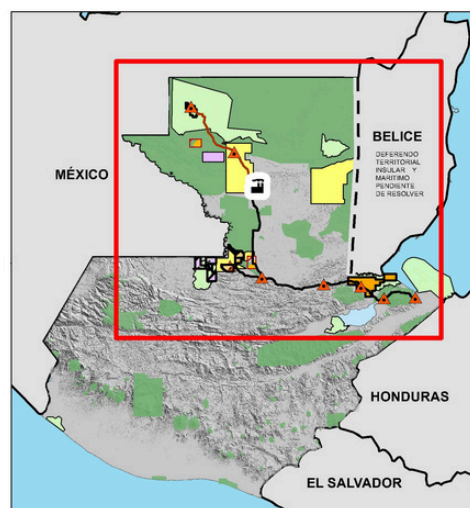 BELICE
DEFERENDO
TERRITORIAL
INSULAR Y
MARITIMO
PENDIENTE
DE RESOLVER
MÉXICO
HONDURAS
EL SALVADOR